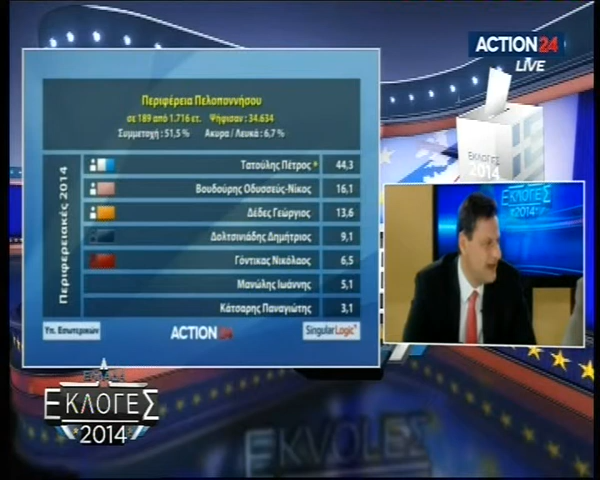 ACTION 24
LIVE
Περιφέρεια Πελοποννήσου
σε 189 από 1.716 ετ. Ψήφισαν : 34.634
Συμμετοχή : 51,5 % Ακυρα / Λευκά : 6,7 %
Περιφερειακές 2014
Τατούλης Πέτρος * 44,3
Βουδούρης Οδυσσεύς-Νικόλ 16,1
Δέδες Γεώργιος 13,6
Δολτσινιάδης Δημήτριος 9,1
Γόντικας Νικόλαος 6,5
Μανώλης Ιωάννης 5,1
Κάτσαρης Παναγιώτης 3,1
Υπ. Εσωτερικών
ACTION 24
SingularLogic
ΕΚΛΟΓΕΣ
2014
ΕΚΛΟΓΕΣ
2014
ΕΚΛΟΓΕΣ
2014